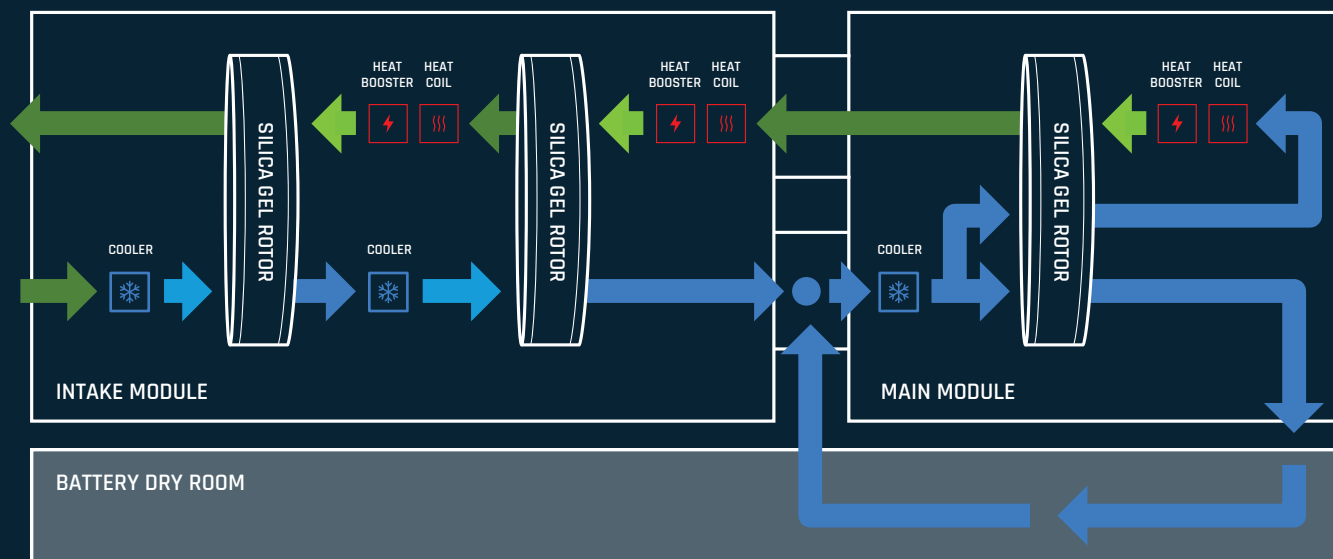 HEAT
BOOSTER
HEAT
COIL
HEAT
BOOSTER
HEAT
COIL
HEAT
BOOSTER
HEAT
COIL
SILICA GEL ROTOR
SILICA GEL ROTOR
SILICA GEL ROTOR
COOLER
COOLER
COOLER
INTAKE MODULE
MAIN MODULE
BATTERY DRY ROOM